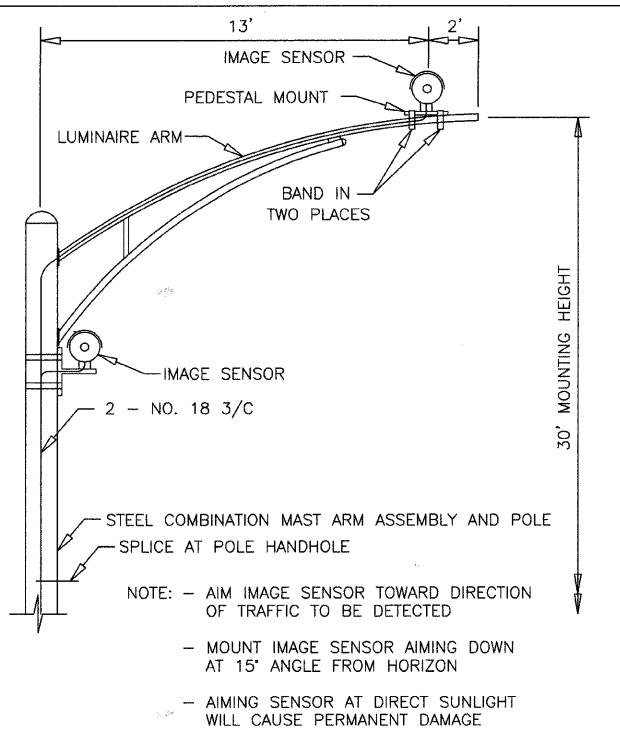 13' 2'
IMAGE SENSOR
PEDESTAL MOUNT
LUMINAIRE ARM
BAND IN
TWO PLACES
30' MOUNTING HEIGHT
IMAGE SENSOR
2 - NO. 18 3/C
STEEL COMBINATION MAST ARM ASSEMBLY AND POLE
SPLICE AT POLE HANDHOLE
NOTE: - AIM IMAGE SENSOR TOWARD DIRECTION
OF TRAFFIC TO BE DETECTED
- MOUNT IMAGE SENSOR AIMING DOWN
AT 15° ANGLE FROM HORIZON
- AIMING SENSOR AT DIRECT SUNLIGHT
WILL CAUSE PERMANENT DAMAGE